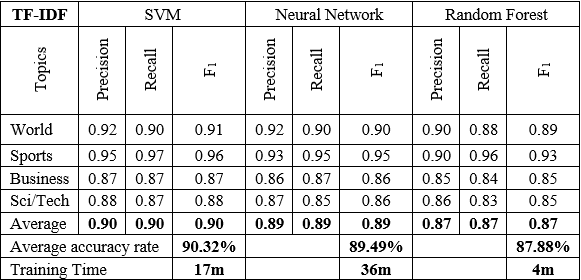 TF-IDF SVM Neural Network Random Forest
Topics Precision Recall F1 Precision Recall F1 Precision Recall F1
World 0.92 0.90 0.91 0.92 0.90 0.90 0.90 0.88 0.89
Sports 0.95 0.97 0.96 0.93 0.95 0.95 0.90 0.96 0.93
Business 0.87 0.87 0.87 0.86 0.87 0.86 0.85 0.84 0.85
Sci/Tech 0.88 0.87 0.88 0.87 0.85 0.86 0.86 0.83 0.85
Average 0.90 0.90 0.90 0.89 0.89 0.89 0.87 0.87 0.87
Average accuracy rate 90.32% 89.49% 87.88%
Training Time 17m 36m 4m